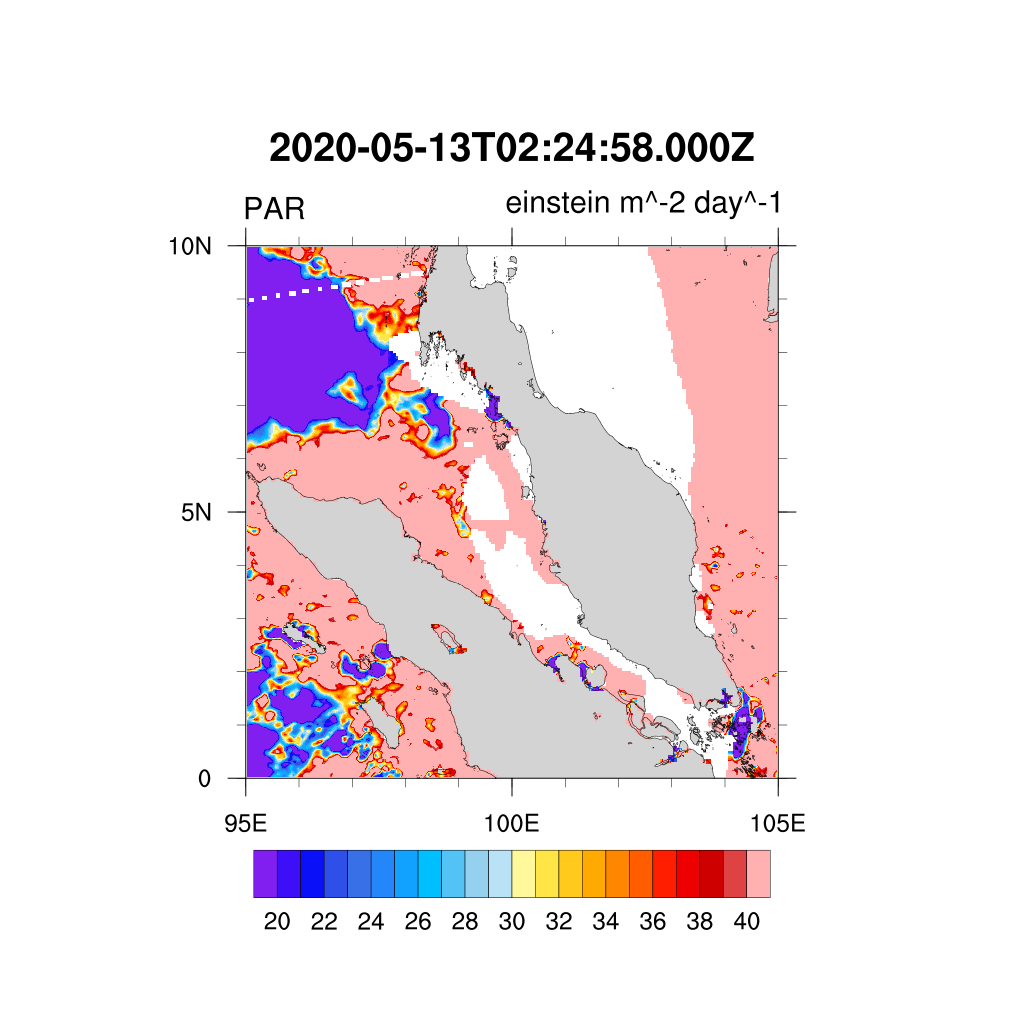 2020-05-13T02:24:58.000Z
PAR einstein m^-2 day^-1
10N
5N
0
95E 100E 105E
20 22 24 26 28 30 32 34 36 38 40